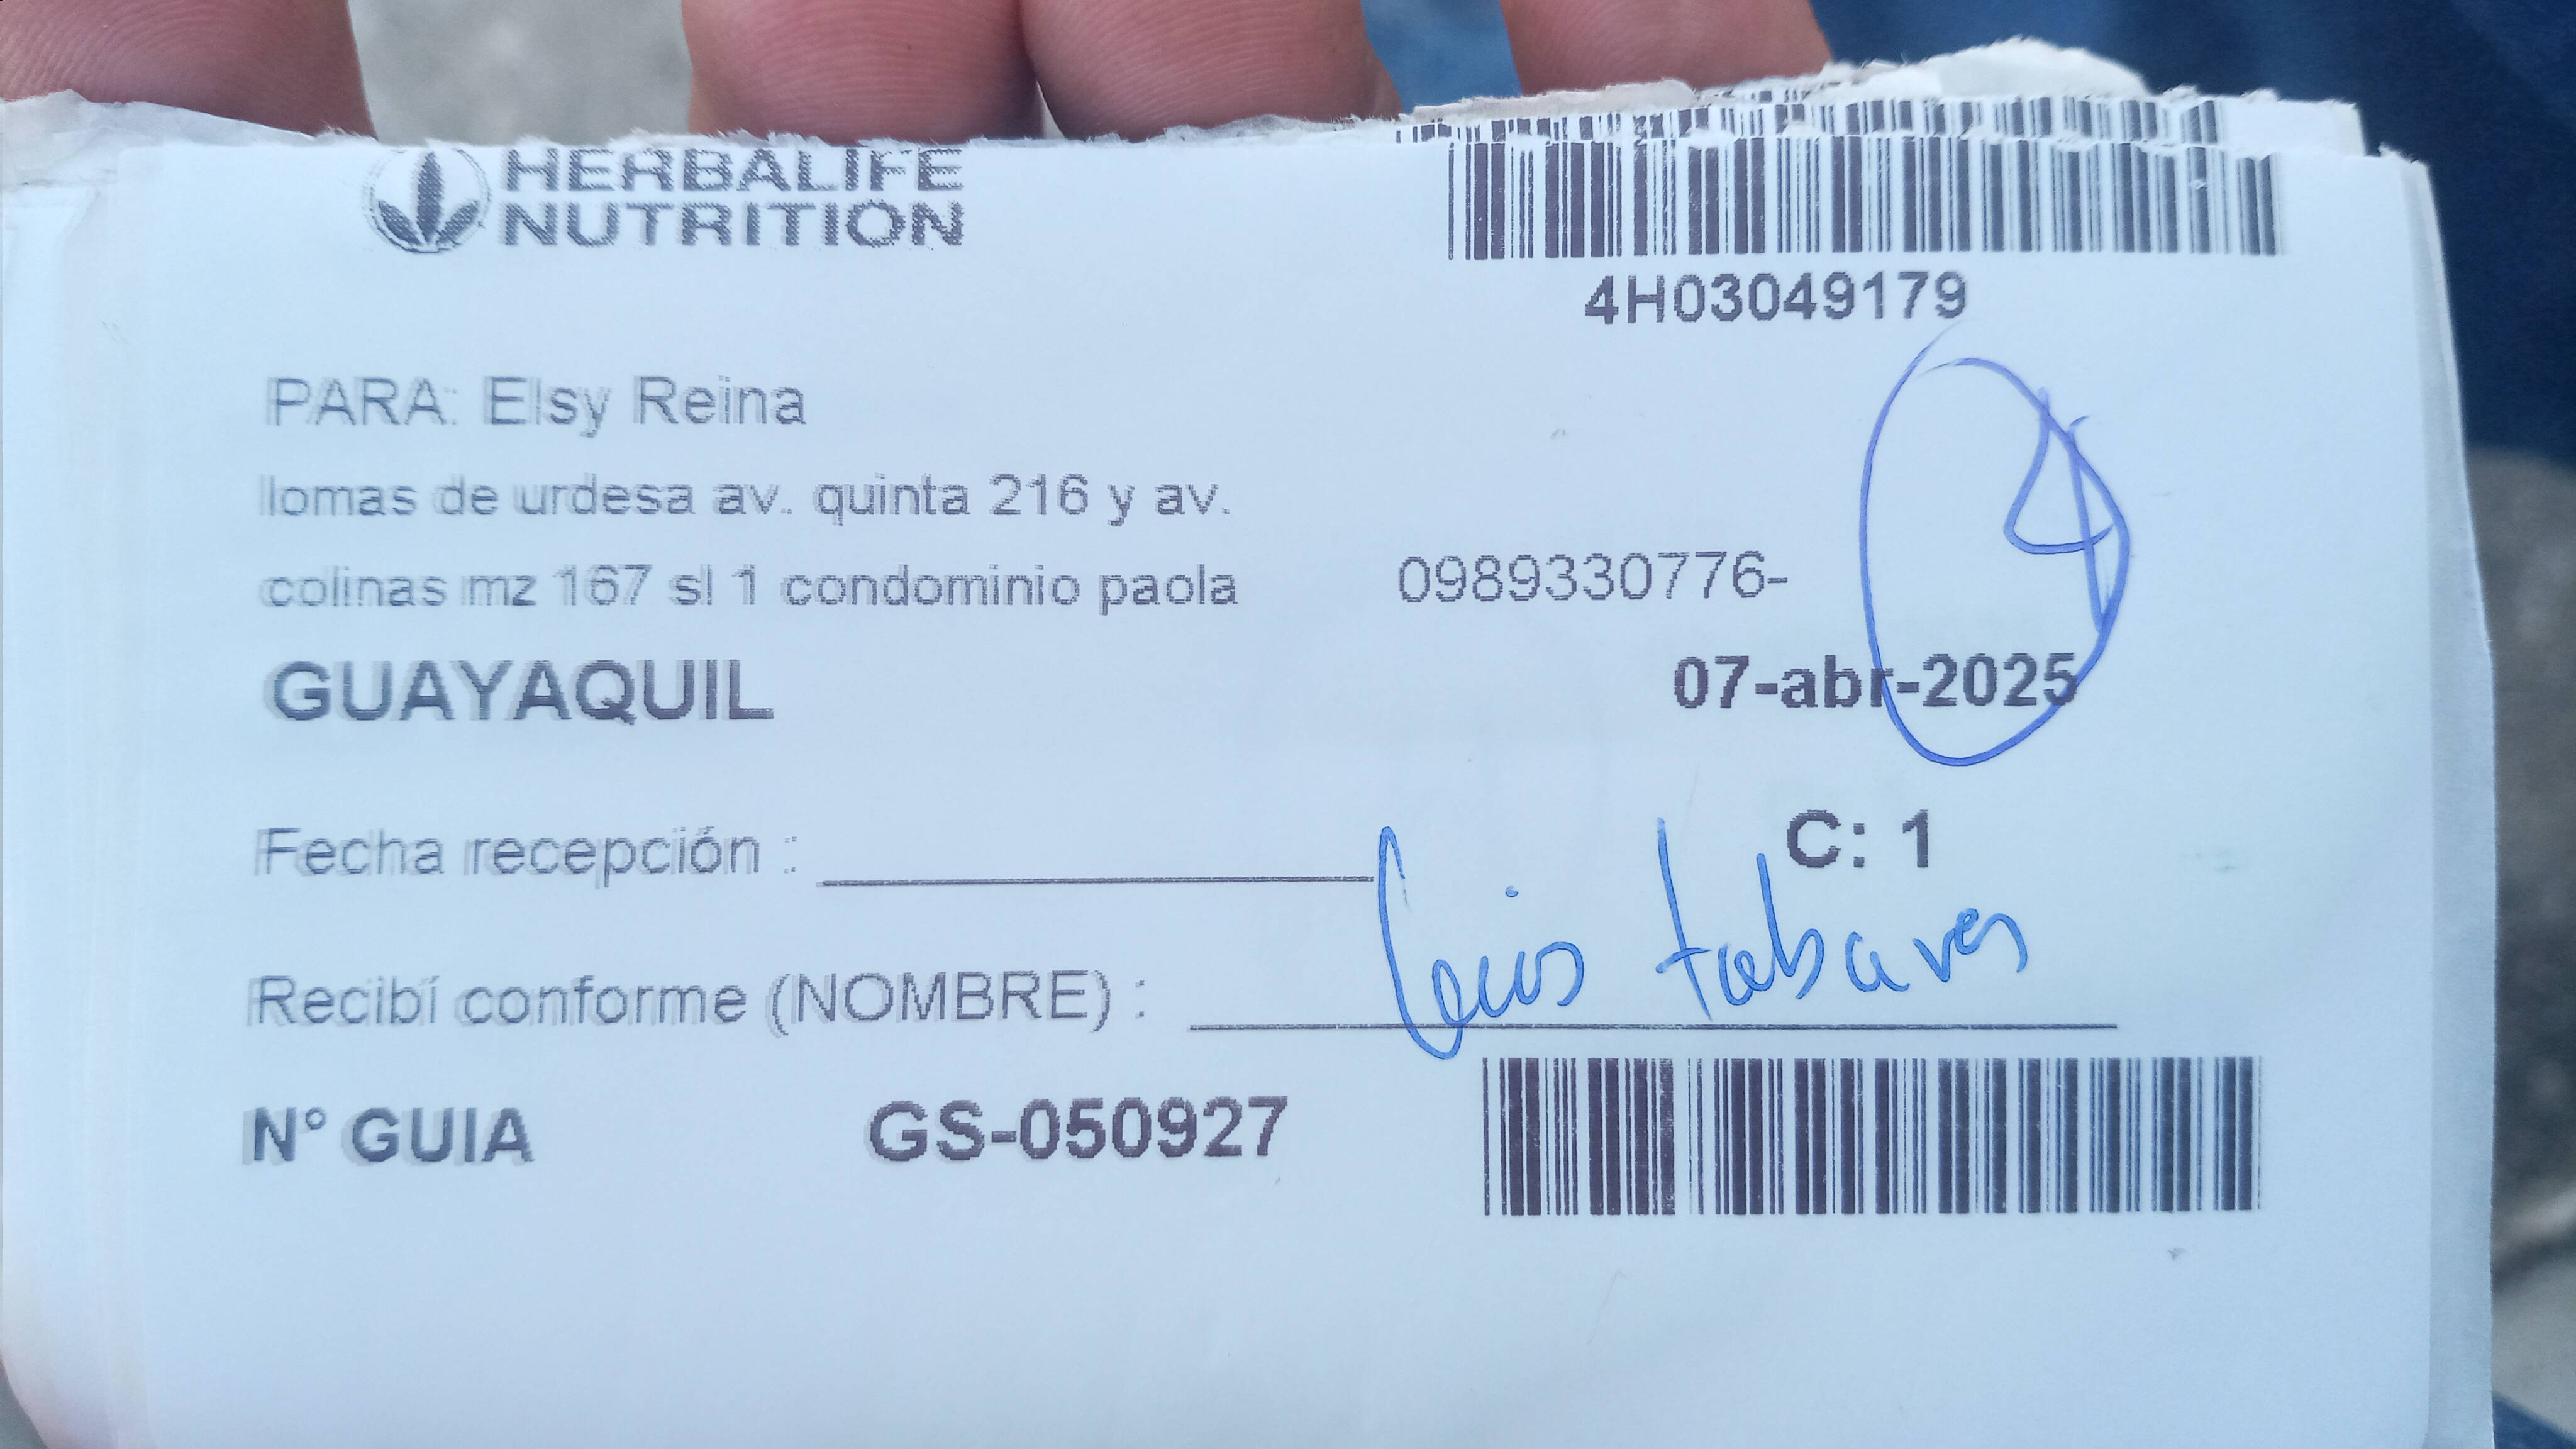 HERBALIFE
NUTRITION
4H03049179
PARA: Elsy Reina
lomas de urdesa av. quinta 216 y av.
colinas mz 167 sl 1 condominio paola
0989330776-
4
GUAYAQUIL
07-abr-2025
C: 1
Fecha recepción :
Recibí conforme (NOMBRE) : Luis tabares
N° GUIA GS-050927